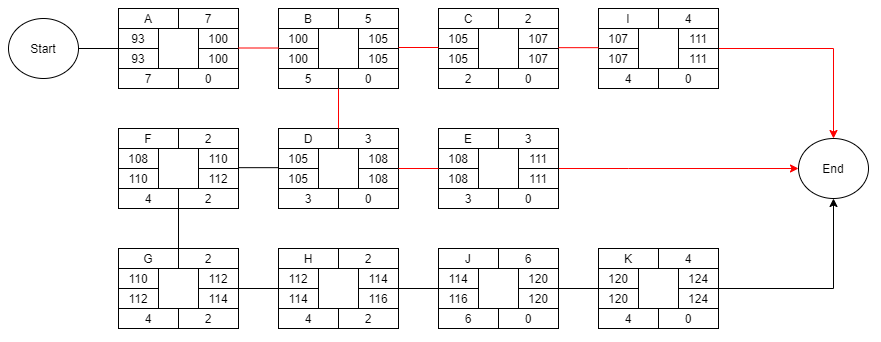 A 7 B 5 C 2 I 4
93 100 100 105 105 107 107 111
Start
93 100 100 105 105 107 107 111
7 0 5 0 2 0 4 0
F 2 D 3 E 3
108 110 105 108 108 111
End
110 112 105 108 108 111
4 2 3 0 3 0
G 2 H 2 J 6 K 4
110 112 112 114 114 120 120 124
112 114 114 116 116 120 120 124
4 2 4 2 6 0 4 0